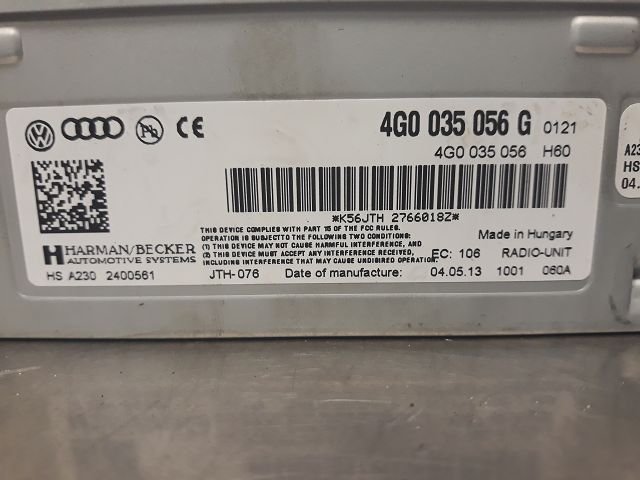 4G0 035 056 G 0121
4G0 035 056 H60
*K56JTH 2766018Z*
THIS DEVICE COMPLIES WITH PART 15 OF THE FCC RULES.
OPERATION IS SUBJECTTO THE FOLLOWING TWO CONDITIONS:
(1) THIS DEVICE MAY NOT CAUSE HARMFUL INTERFERENCE, AND
(2) THIS DEVICE MUST ACCEPT ANY INTERFERENCE RECEIVED,
INCLUDING INTERFERENCE THAT MAY CAUSE UNDESIRED OPERATION.
Made in Hungary
HARMAN/BECKER
AUTOMOTIVE SYSTEMS
EC: 106 RADIO-UNIT
HS A230 2400561 JTH-076 Date of manufacture: 04.05.13 1001 060A
Pb
CE
A23
HS
04.